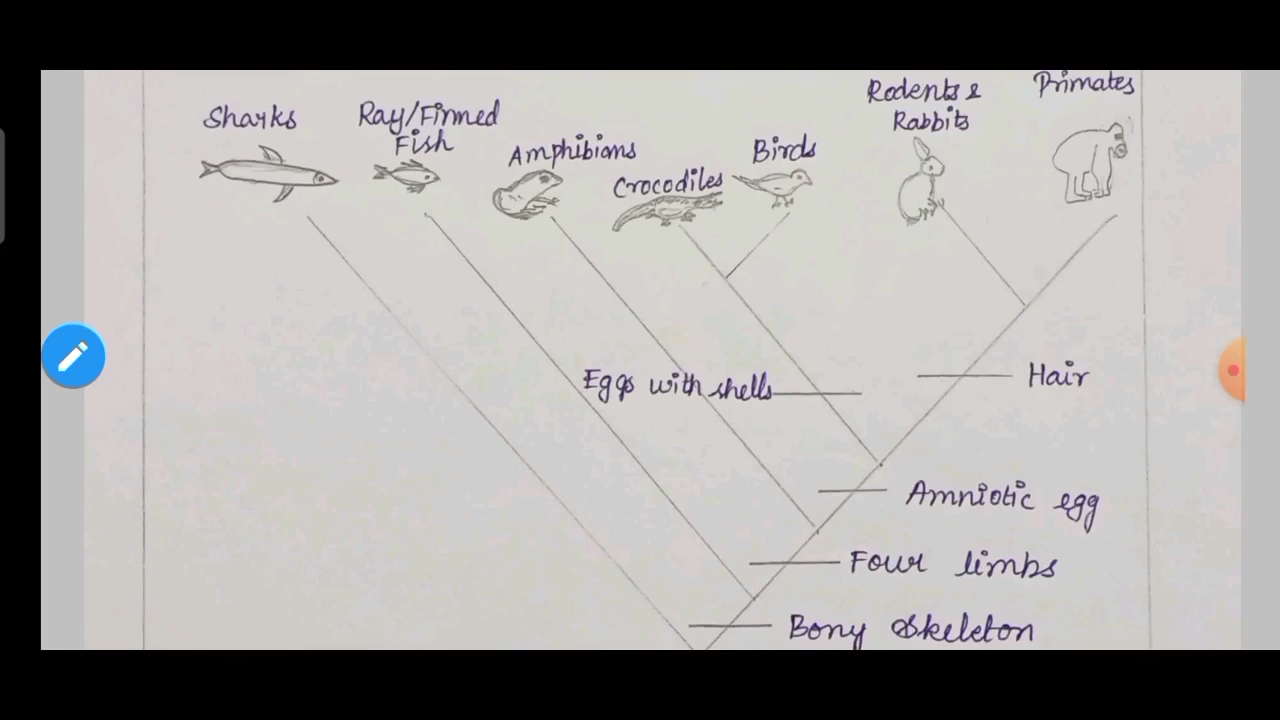 Sharks
Ray/Finned
Fish
Amphibians
Crocodiles
Birds
Rodents &
Rabbits
Primates
Eggs with shells
Hair
Amniotic egg
Four limbs
Bony Skeleton